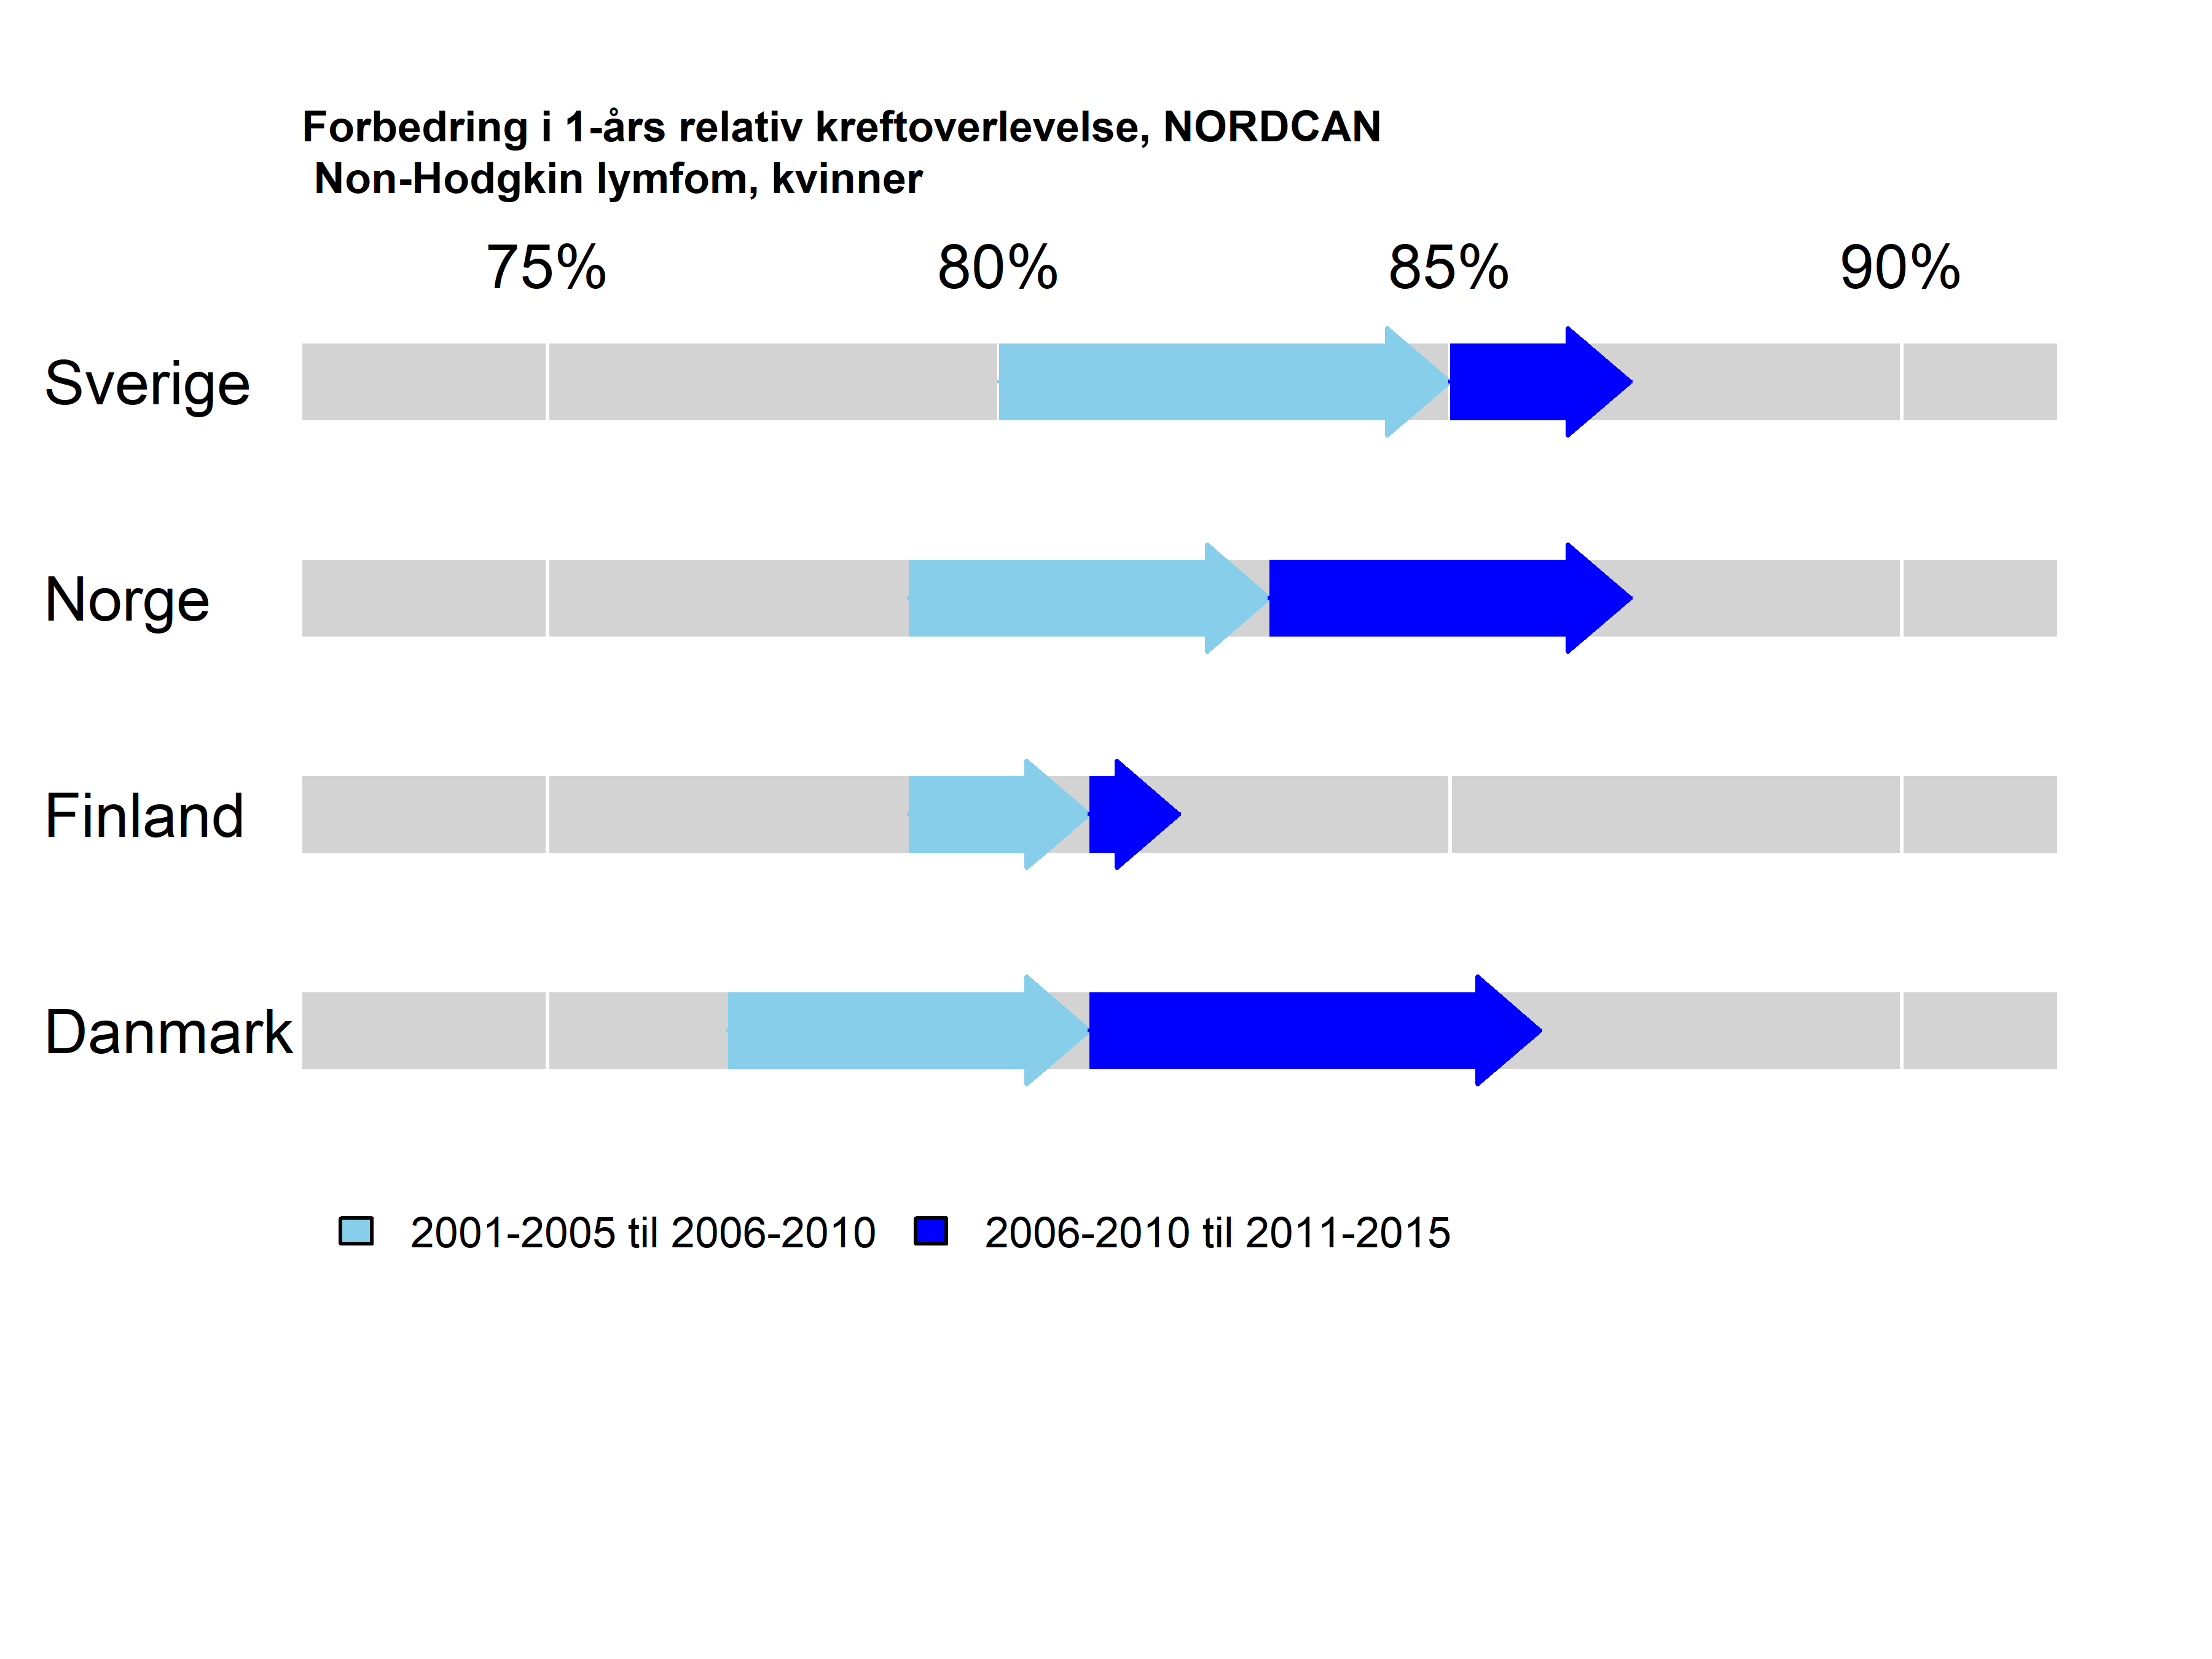 Forbedring i 1-års relativ kreftoverlevelse, NORDCAN
Non-Hodgkin lymfom, kvinner
75% 80% 85% 90%
Sverige
Norge
Finland
Danmark
2001-2005 til 2006-2010 2006-2010 til 2011-2015